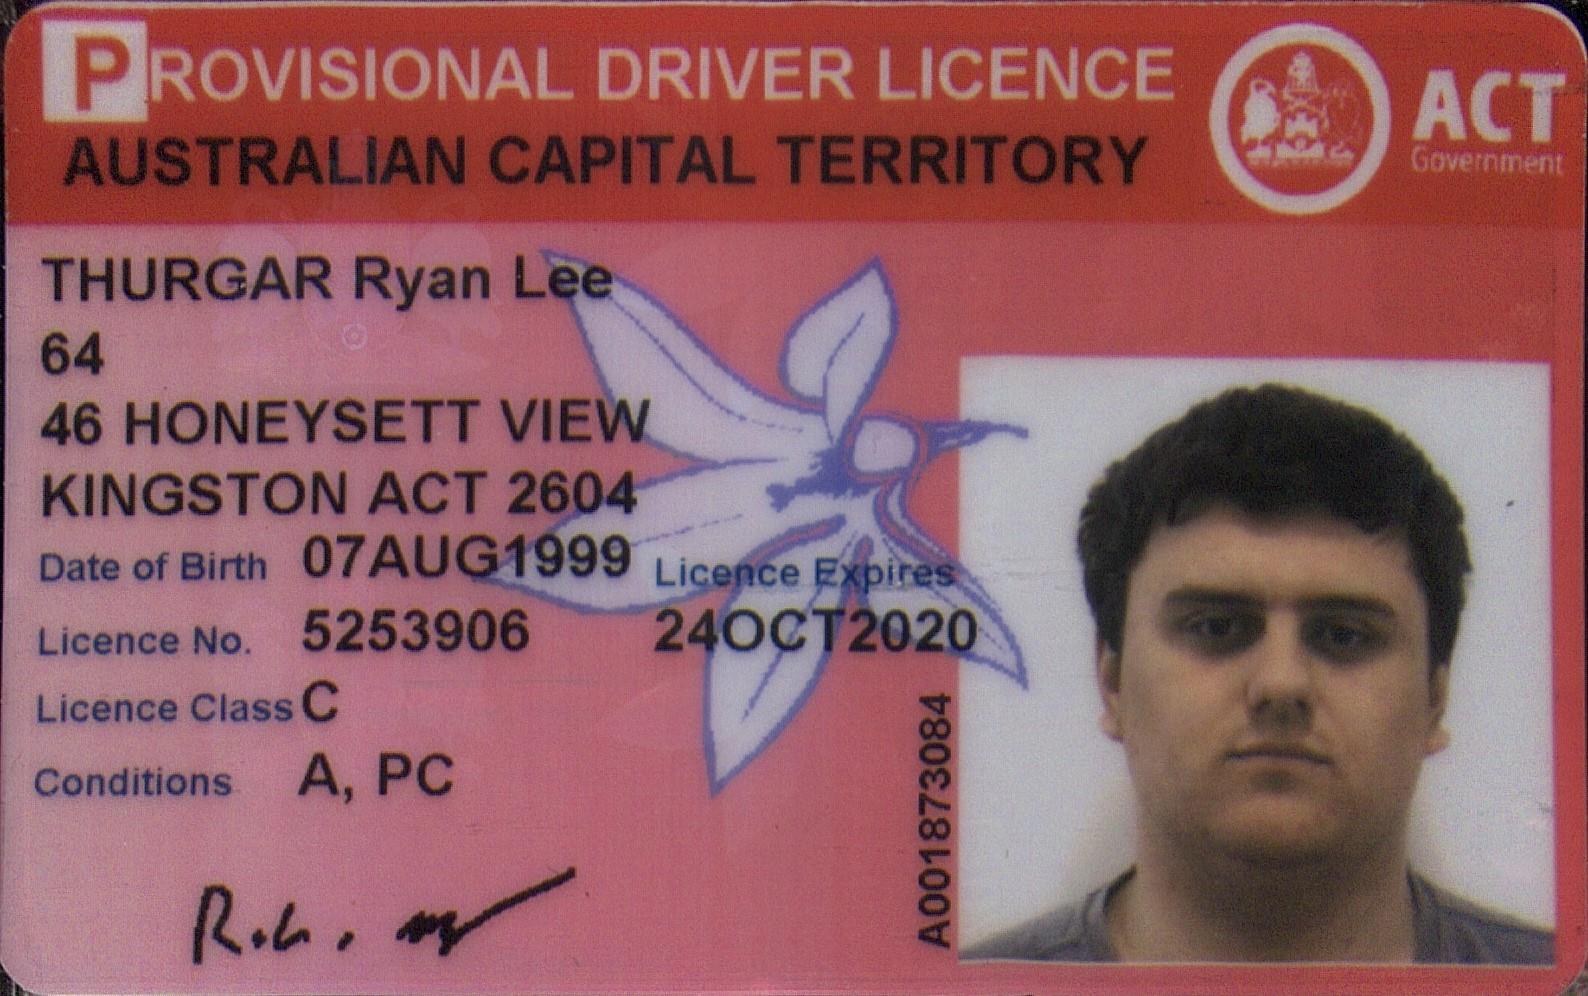 PROVISIONAL DRIVER LICENCE
AUSTRALIAN CAPITAL TERRITORY
ACT
Government
THURGAR Ryan Lee
64
46 HONEYSETT VIEW
KINGSTON ACT 2604
Date of Birth 07AUG1999
Licence Expires
Licence No. 5253906 24OCT2020
Licence Class C
Conditions A, PC
A001873084